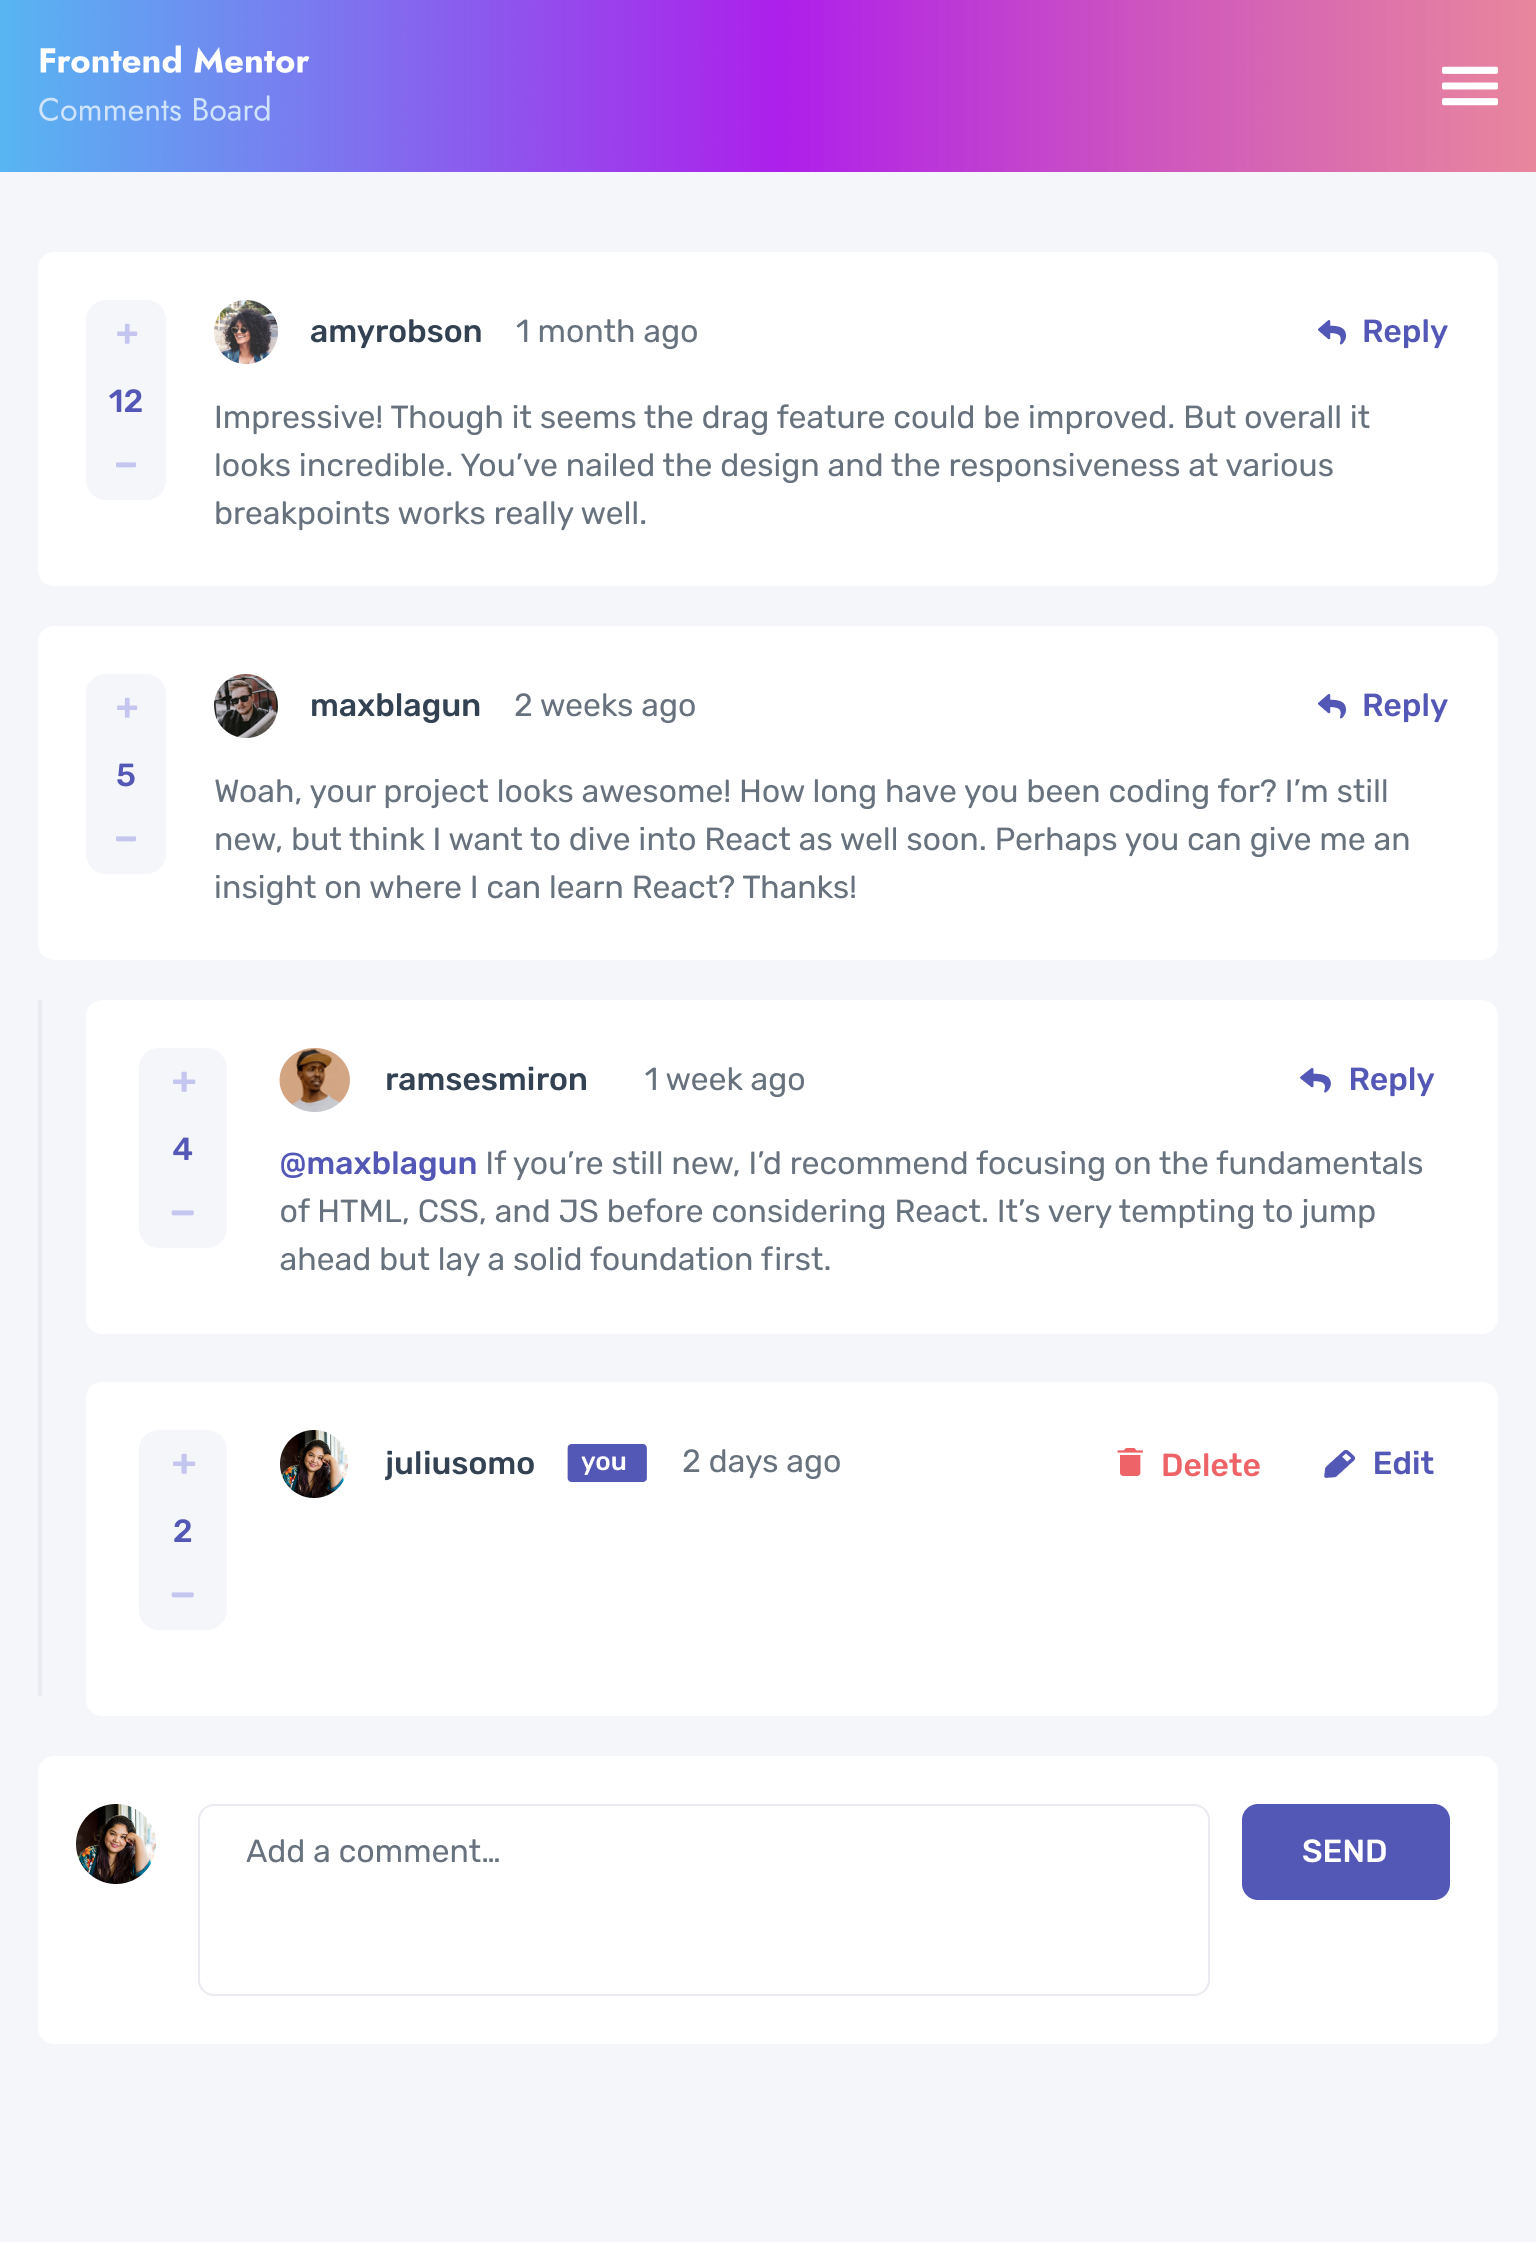 Frontend Mentor
Comments Board
+
12
−
amyrobson 1 month ago
Reply
Impressive! Though it seems the drag feature could be improved. But overall it
looks incredible. You’ve nailed the design and the responsiveness at various
breakpoints works really well.
+
5
−
maxblagun 2 weeks ago
Reply
Woah, your project looks awesome! How long have you been coding for? I’m still
new, but think I want to dive into React as well soon. Perhaps you can give me an
insight on where I can learn React? Thanks!
+
4
−
ramsesmiron 1 week ago
Reply
@maxblagun If you’re still new, I’d recommend focusing on the fundamentals
of HTML, CSS, and JS before considering React. It’s very tempting to jump
ahead but lay a solid foundation first.
+
2
−
juliusomo you 2 days ago
Delete Edit
Add a comment…
SEND